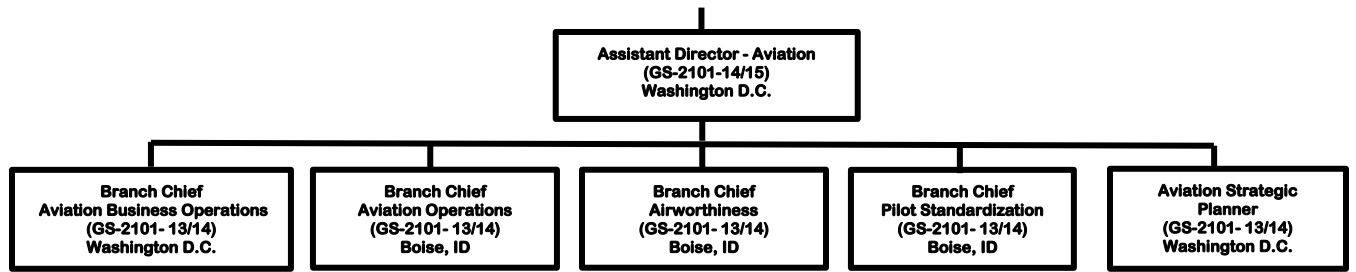 Assistant Director - Aviation
(GS-2101-14/15)
Washington D.C.
Branch Chief
Aviation Business Operations
(GS-2101- 13/14)
Washington D.C.
Branch Chief
Aviation Operations
(GS-2101- 13/14)
Boise, ID
Branch Chief
Airworthiness
(GS-2101- 13/14)
Boise, ID
Branch Chief
Pilot Standardization
(GS-2101- 13/14)
Boise, ID
Aviation Strategic
Planner
(GS-2101- 13/14)
Washington D.C.